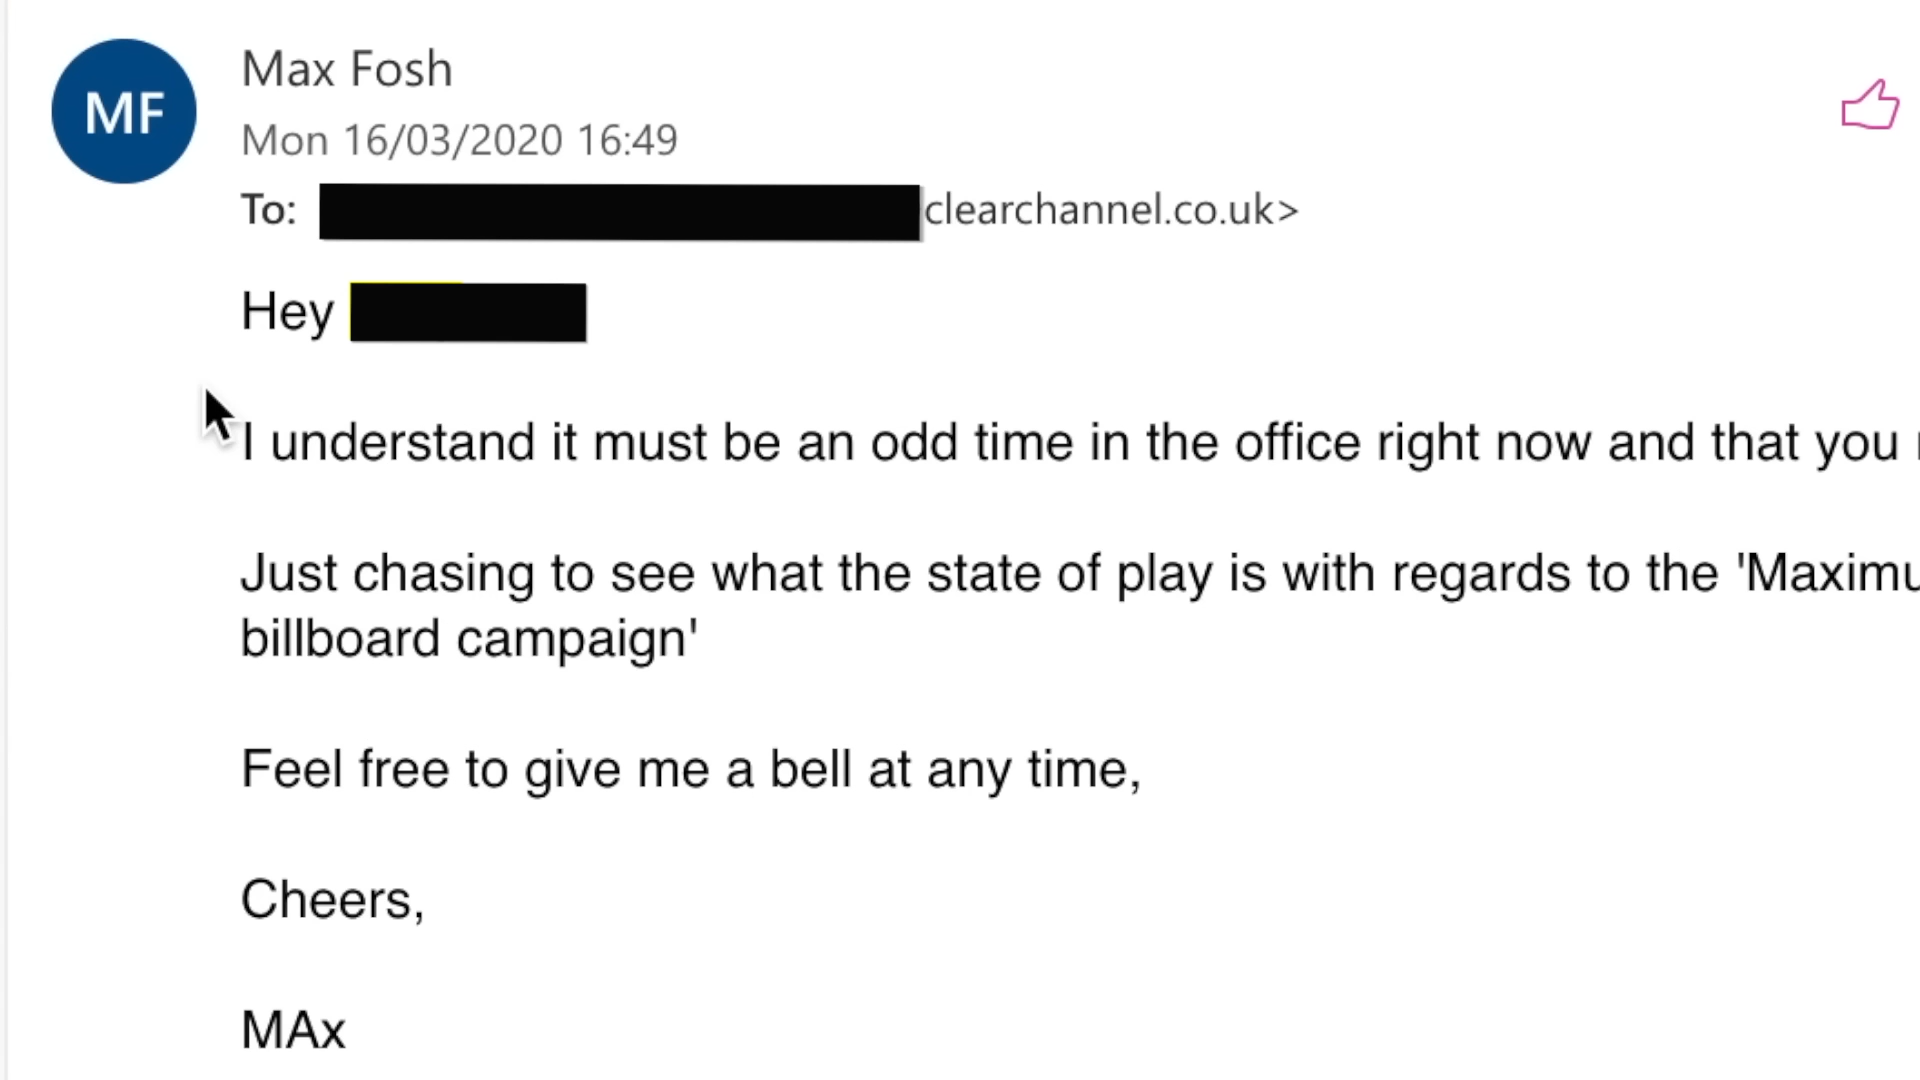 MF
Max Fosh
Mon 16/03/2020 16:49
To: clearchannel.co.uk>
Hey
I understand it must be an odd time in the office right now and that you
Just chasing to see what the state of play is with regards to the 'Maximu
billboard campaign'
Feel free to give me a bell at any time,
Cheers,
MAx